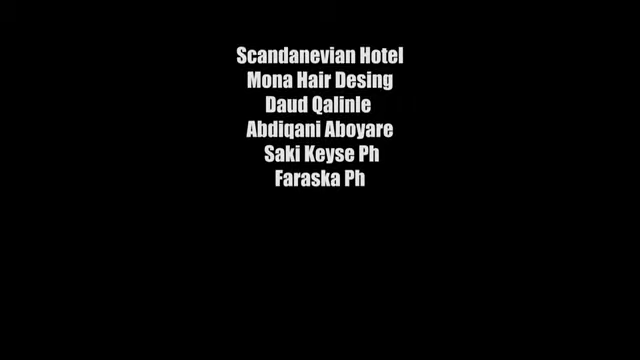 Scandanevian Hotel
Mona Hair Desing
Daud Qalinle
Abdiqani Aboyare
Saki Keyse Ph
Faraska Ph